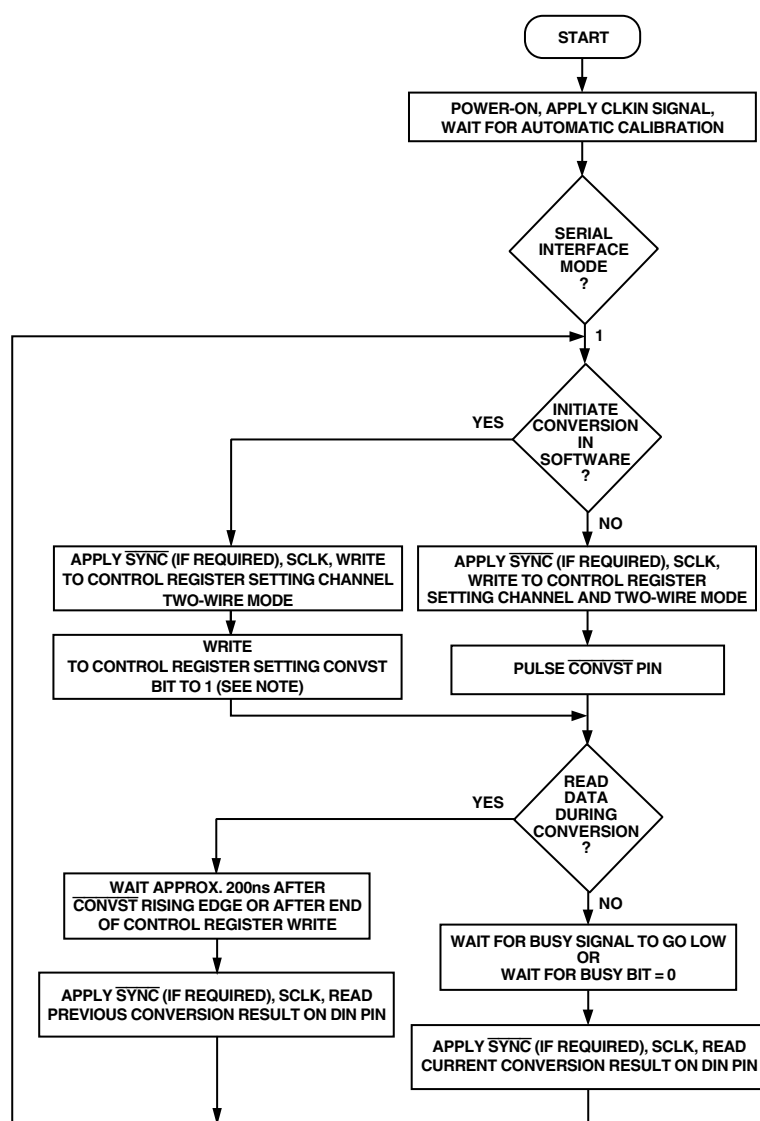 START
POWER-ON, APPLY CLKIN SIGNAL,
WAIT FOR AUTOMATIC CALIBRATION
SERIAL
INTERFACE
MODE
?
1
INITIATE
CONVERSION
IN
SOFTWARE
?
YES
NO
APPLY SYNC (IF REQUIRED), SCLK, WRITE
TO CONTROL REGISTER SETTING CHANNEL
TWO-WIRE MODE
APPLY SYNC (IF REQUIRED), SCLK,
WRITE TO CONTROL REGISTER
SETTING CHANNEL AND TWO-WIRE MODE
WRITE
TO CONTROL REGISTER SETTING CONVST
BIT TO 1 (SEE NOTE)
PULSE CONVST PIN
READ
DATA
DURING
CONVERSION
?
YES
NO
WAIT APPROX. 200ns AFTER
CONVST RISING EDGE OR AFTER END
OF CONTROL REGISTER WRITE
WAIT FOR BUSY SIGNAL TO GO LOW
OR
WAIT FOR BUSY BIT = 0
APPLY SYNC (IF REQUIRED), SCLK, READ
PREVIOUS CONVERSION RESULT ON DIN PIN
APPLY SYNC (IF REQUIRED), SCLK, READ
CURRENT CONVERSION RESULT ON DIN PIN